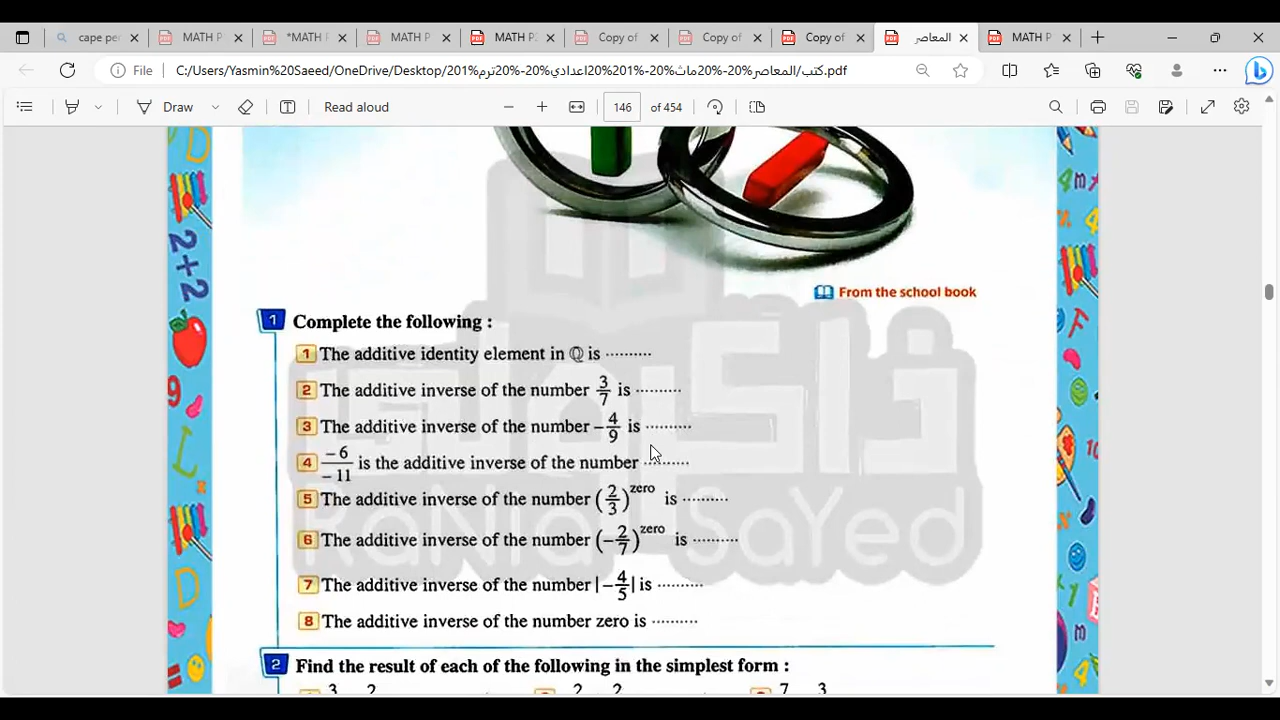 cape pe
MATH P
*MATH F
MATH P
MATH P2
Copy of
Copy of
Copy of
المعاصر
MATH P
File
C:/Users/Yasmin%20Saeed/OneDrive/Desktop/كتب/المعاصر%20-%20ماث%201%20اعدادي%20-%20ترم%201.pdf
Draw
Read aloud
146
of 454
From the school book
1 Complete the following :
1 The additive identity element in ℚ is ..........
2 The additive inverse of the number 3/7 is ..........
3 The additive inverse of the number −4/9 is ..........
4 −6/−11 is the additive inverse of the number ..........
5 The additive inverse of the number (2/3)^zero is ..........
6 The additive inverse of the number (−2/7)^zero is ..........
7 The additive inverse of the number |−4/5| is ..........
8 The additive inverse of the number zero is ..........
2 Find the result of each of the following in the simplest form :
RaNia SaYed